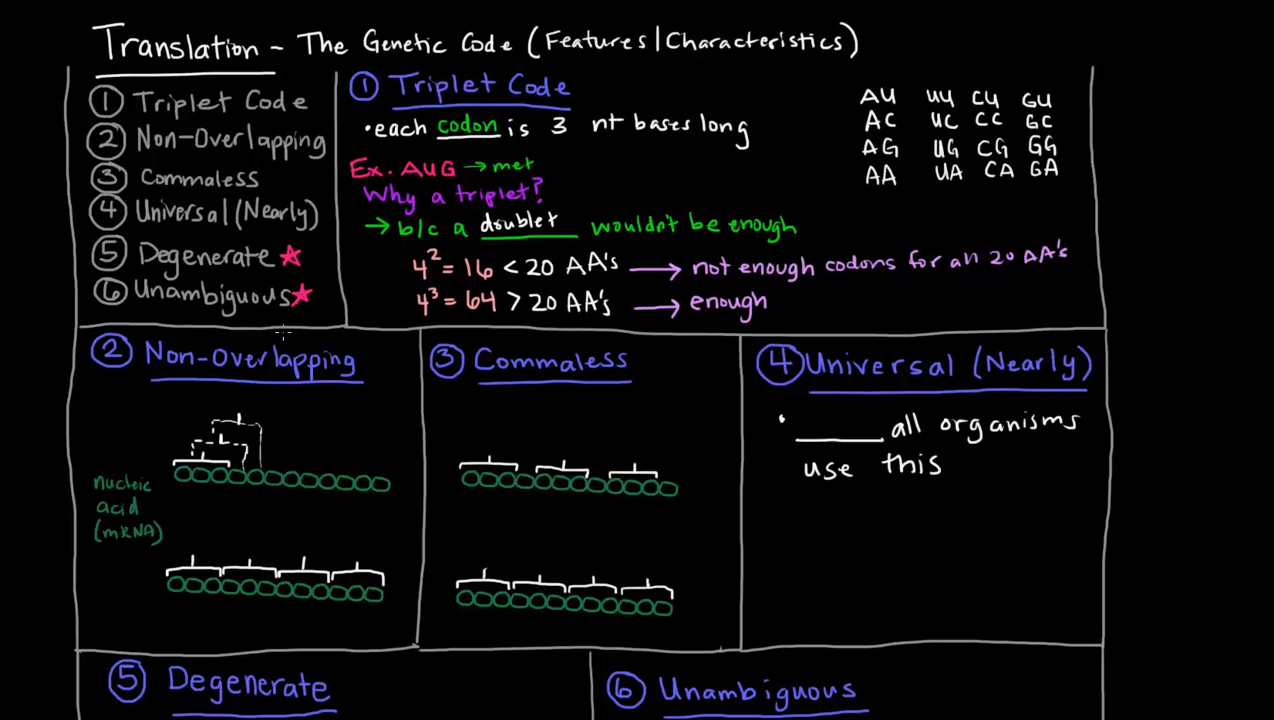 Translation - The Genetic Code (Features/Characteristics)
① Triplet Code
② Non-Overlapping
③ Commaless
④ Universal (Nearly)
⑤ Degenerate ☆
⑥ Unambiguous ☆
① Triplet Code
• each codon is 3 nt bases long
Ex. AUG → met
Why a triplet?
→ b/c a doublet wouldn't be enough
4² = 16 < 20 AA's → not enough codons for all 20 AA's
4³ = 64 > 20 AA's → enough
AU UU CU GU
AC UC CC GC
AG UG CG GG
AA UA CA GA
② Non-Overlapping
nucleic
acid
(mRNA)
③ Commaless
④ Universal (Nearly)
• ______ all organisms
use this
⑤ Degenerate
⑥ Unambiguous